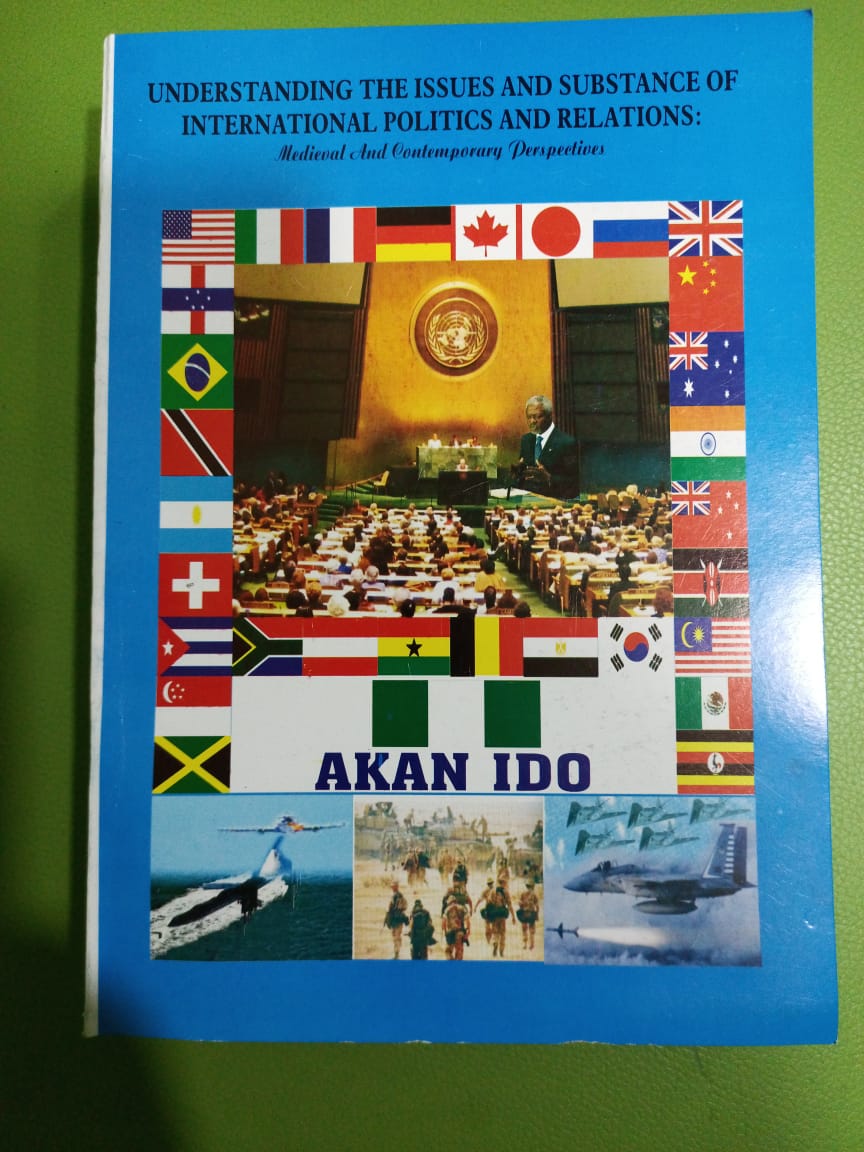 UNDERSTANDING THE ISSUES AND SUBSTANCE OF
INTERNATIONAL POLITICS AND RELATIONS:
Medieval And Contemporary Perspectives
AKAN IDO